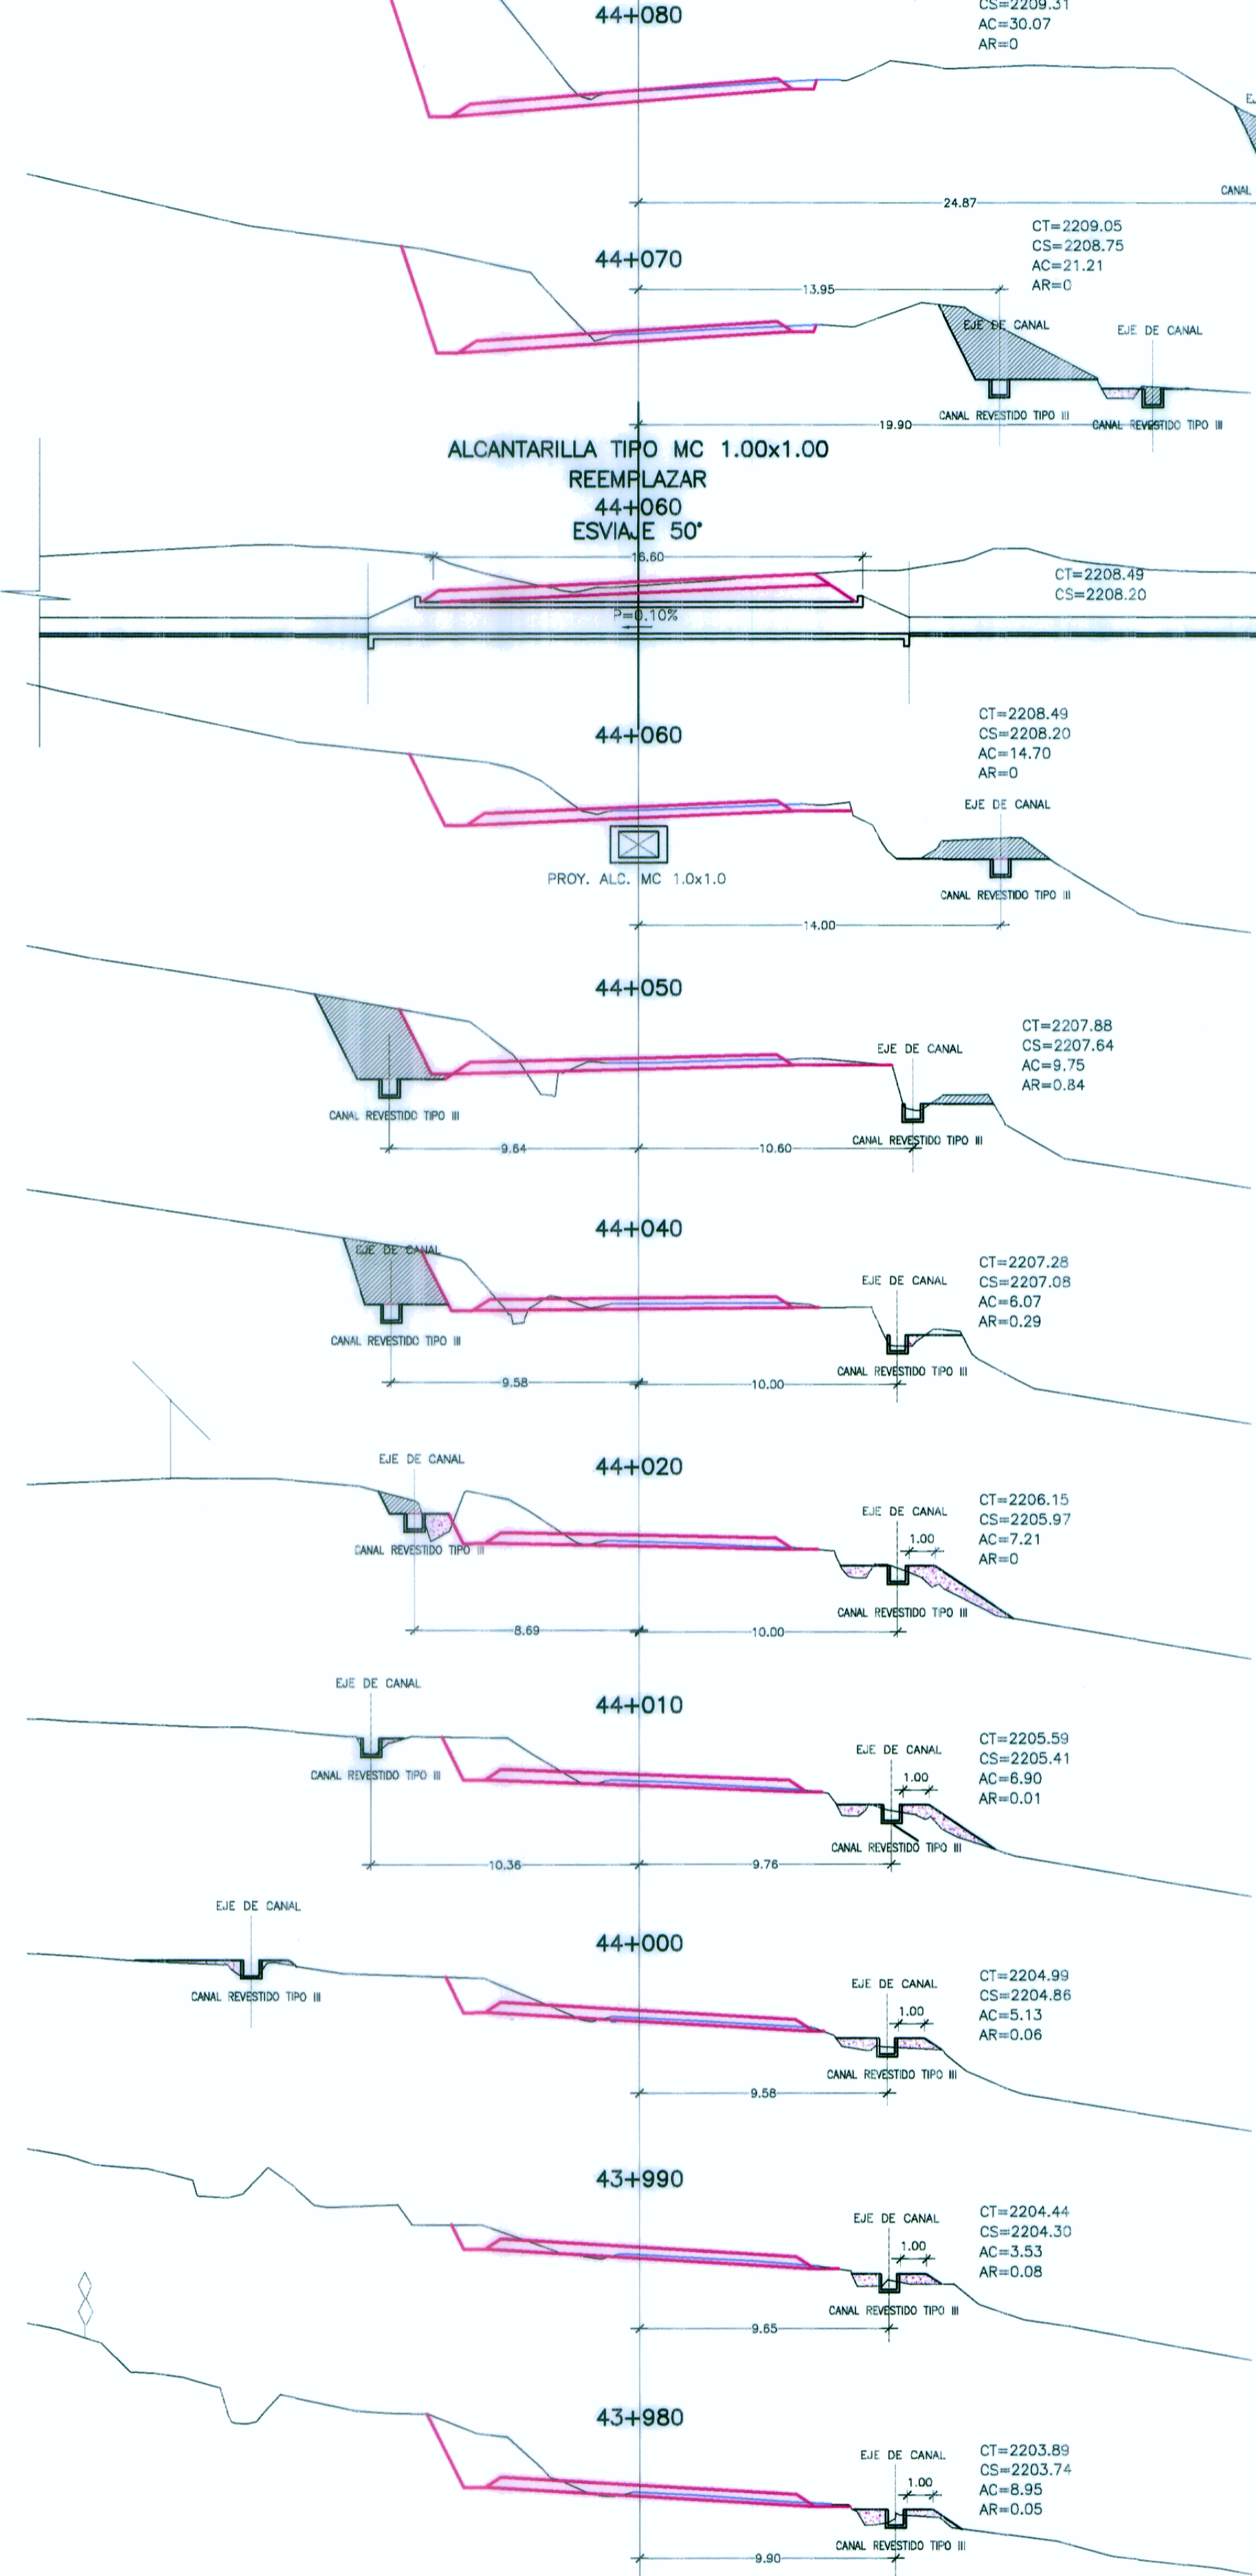 44+080
CS=2209.31
AC=30.07
AR=0
CANAL
24.87
44+070
CT=2209.05
CS=2208.75
AC=21.21
AR=0
13.95
EJE DE CANAL
EJE DE CANAL
CANAL REVESTIDO TIPO III
CANAL REVESTIDO TIPO III
19.90
ALCANTARILLA TIPO MC 1.00x1.00
REEMPLAZAR
44+060
ESVIAJE 50°
16.60
CT=2208.49
CS=2208.20
P=0.10%
44+060
CT=2208.49
CS=2208.20
AC=14.70
AR=0
EJE DE CANAL
PROY. ALC. MC 1.0x1.0
CANAL REVESTIDO TIPO III
14.00
44+050
CT=2207.88
CS=2207.64
AC=9.75
AR=0.84
EJE DE CANAL
CANAL REVESTIDO TIPO III
CANAL REVESTIDO TIPO III
9.64
10.60
44+040
EJE DE CANAL
CT=2207.28
CS=2207.08
AC=6.07
AR=0.29
EJE DE CANAL
CANAL REVESTIDO TIPO III
CANAL REVESTIDO TIPO III
9.58
10.00
44+020
EJE DE CANAL
CT=2206.15
CS=2205.97
AC=7.21
AR=0
EJE DE CANAL
1.00
CANAL REVESTIDO TIPO III
CANAL REVESTIDO TIPO III
8.69
10.00
EJE DE CANAL
44+010
CT=2205.59
CS=2205.41
AC=6.90
AR=0.01
EJE DE CANAL
1.00
CANAL REVESTIDO TIPO III
CANAL REVESTIDO TIPO III
10.36
9.76
EJE DE CANAL
44+000
CT=2204.99
CS=2204.86
AC=5.13
AR=0.06
EJE DE CANAL
1.00
CANAL REVESTIDO TIPO III
CANAL REVESTIDO TIPO III
9.58
43+990
CT=2204.44
CS=2204.30
AC=3.53
AR=0.08
EJE DE CANAL
1.00
CANAL REVESTIDO TIPO III
9.65
43+980
CT=2203.89
CS=2203.74
AC=8.95
AR=0.05
EJE DE CANAL
1.00
CANAL REVESTIDO TIPO III
9.90